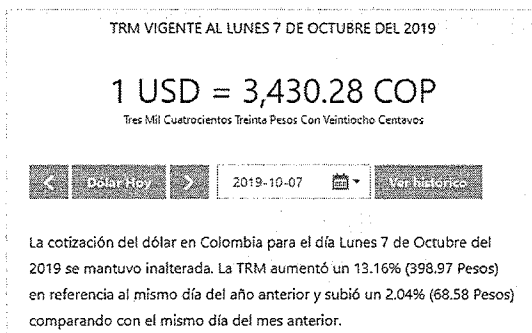 TRM VIGENTE AL LUNES 7 DE OCTUBRE DEL 2019
1 USD = 3,430.28 COP
Tres Mil Cuatrocientos Treinta Pesos Con Veintiocho Centavos
< Dólar Hoy > 2019-10-07 Ver histórico
La cotización del dólar en Colombia para el día Lunes 7 de Octubre del
2019 se mantuvo inalterada. La TRM aumentó un 13.16% (398.97 Pesos)
en referencia al mismo día del año anterior y subió un 2.04% (68.58 Pesos)
comparando con el mismo día del mes anterior.